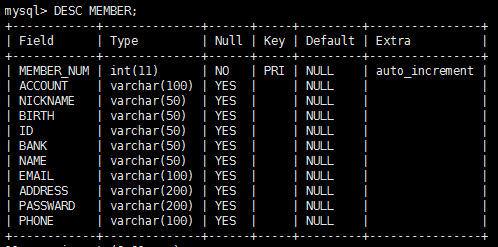 mysql> DESC MEMBER;
+------------+--------------+------+-----+---------+----------------+
| Field      | Type         | Null | Key | Default | Extra          |
+------------+--------------+------+-----+---------+----------------+
| MEMBER_NUM | int(11)      | NO   | PRI | NULL    | auto_increment |
| ACCOUNT    | varchar(100) | YES  |     | NULL    |                |
| NICKNAME   | varchar(50)  | YES  |     | NULL    |                |
| BIRTH      | varchar(50)  | YES  |     | NULL    |                |
| ID         | varchar(50)  | YES  |     | NULL    |                |
| BANK       | varchar(50)  | YES  |     | NULL    |                |
| NAME       | varchar(50)  | YES  |     | NULL    |                |
| EMAIL      | varchar(100) | YES  |     | NULL    |                |
| ADDRESS    | varchar(200) | YES  |     | NULL    |                |
| PASSWARD   | varchar(200) | YES  |     | NULL    |                |
| PHONE      | varchar(100) | YES  |     | NULL    |                |
+------------+--------------+------+-----+---------+----------------+